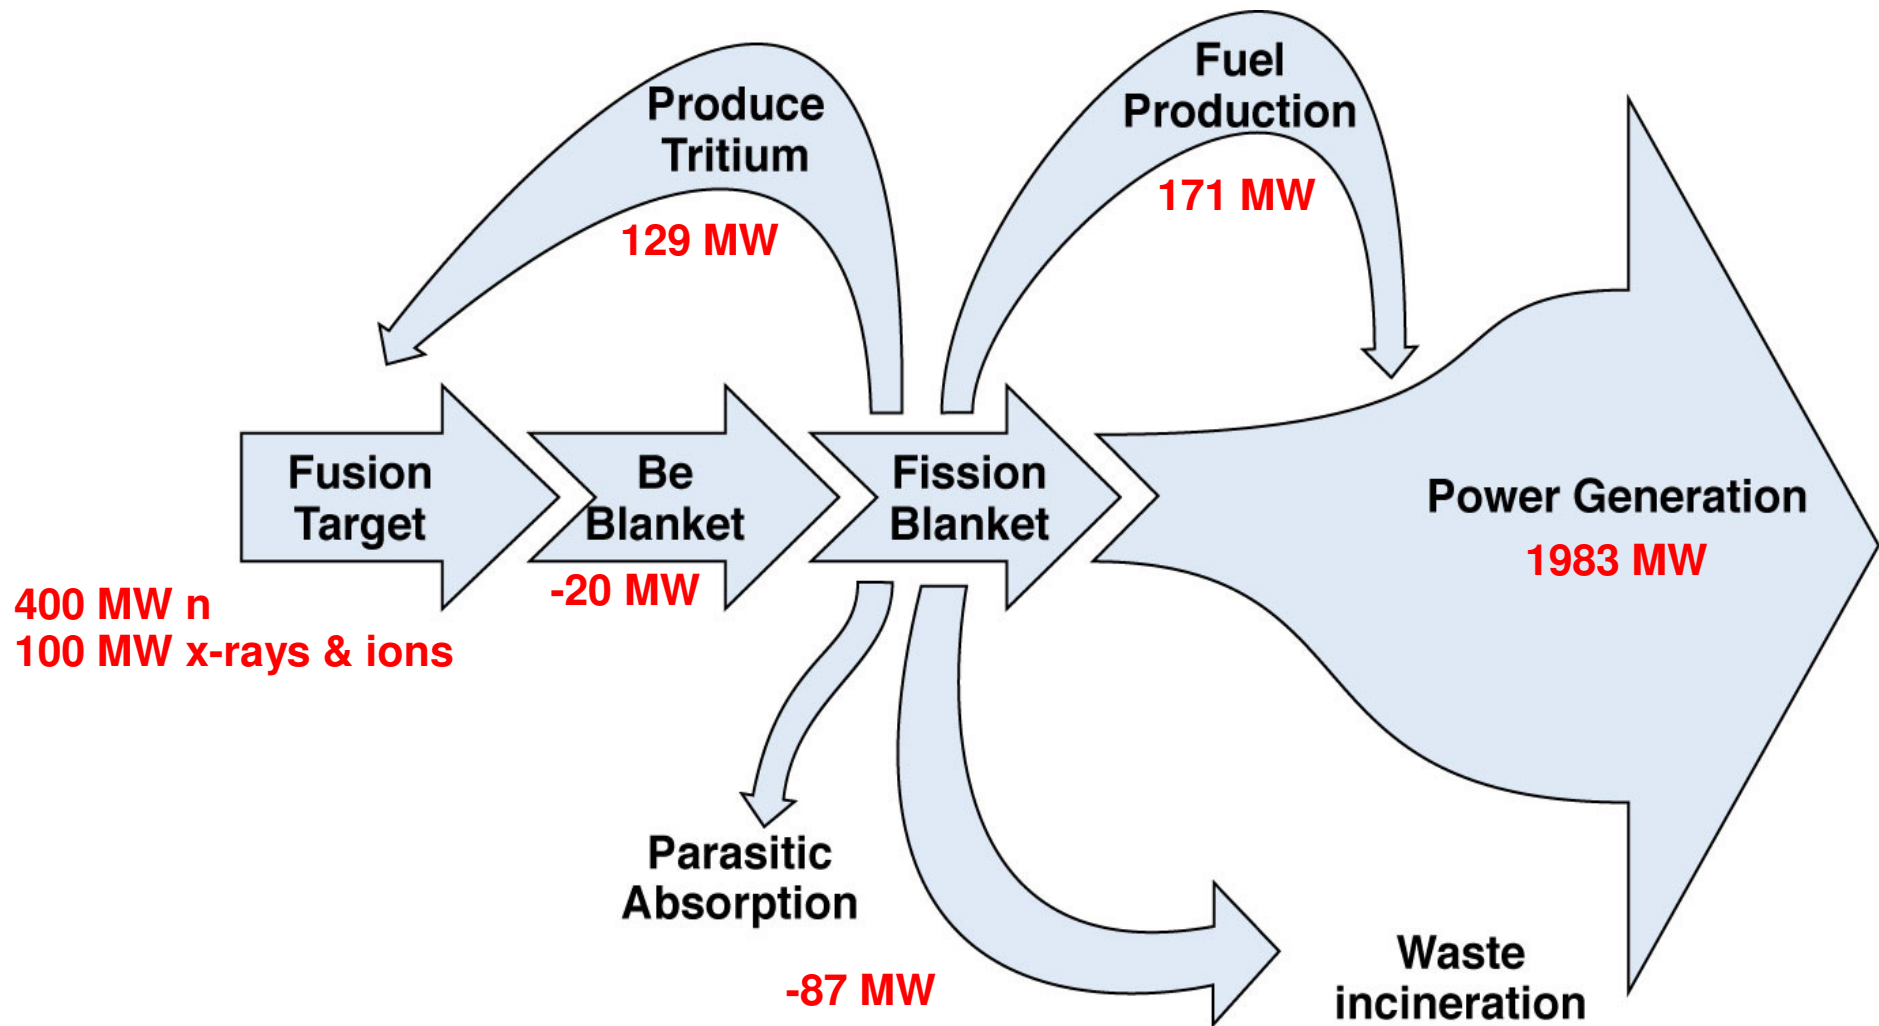 Fuel
Production
171 MW
Produce
Tritium
129 MW
Fusion
Target
400 MW n
100 MW x-rays & ions
Be
Blanket
-20 MW
Fission
Blanket
Power Generation
1983 MW
Parasitic
Absorption
-87 MW
Waste
incineration